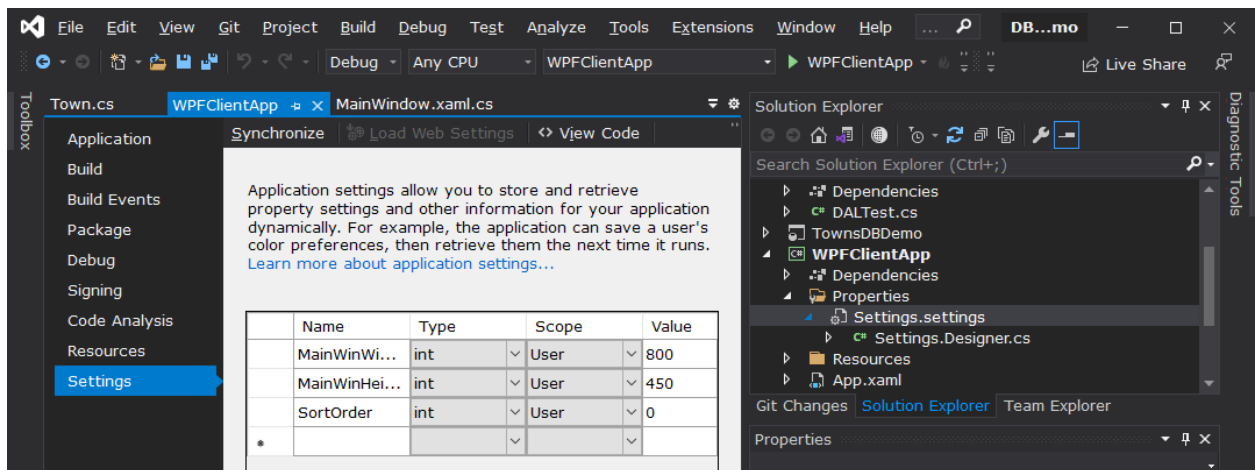 File Edit View Git Project Build Debug Test Analyze Tools Extensions Window Help ... DB...mo
Debug Any CPU WPFClientApp WPFClientApp Live Share
Toolbox
Town.cs WPFClientApp MainWindow.xaml.cs
Application
Build
Build Events
Package
Debug
Signing
Code Analysis
Resources
Settings
Synchronize Load Web Settings <> View Code
Application settings allow you to store and retrieve
property settings and other information for your application
dynamically. For example, the application can save a user's
color preferences, then retrieve them the next time it runs.
Learn more about application settings...
Name Type Scope Value
MainWinWi... int User 800
MainWinHei... int User 450
SortOrder int User 0
*
Solution Explorer
Search Solution Explorer (Ctrl+;)
Dependencies
C# DALTest.cs
TownsDBDemo
C# WPFClientApp
Dependencies
Properties
Settings.settings
C# Settings.Designer.cs
Resources
App.xaml
Git Changes Solution Explorer Team Explorer
Properties
Diagnostic Tools